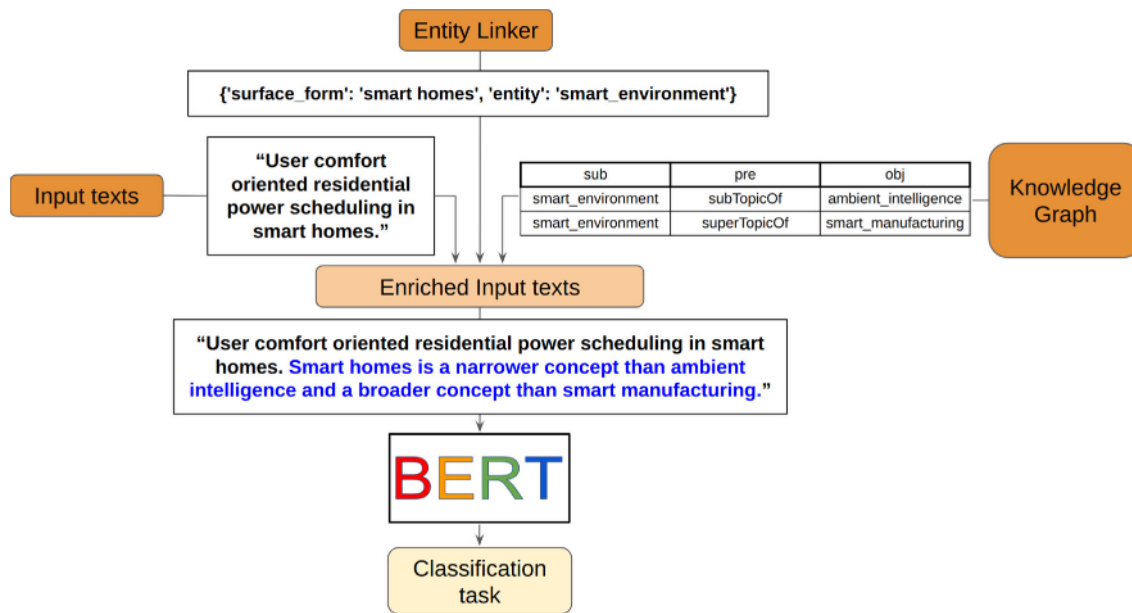 Entity Linker
{'surface_form': 'smart homes', 'entity': 'smart_environment'}
Input texts
“User comfort
oriented residential
power scheduling in
smart homes.”
sub pre obj
smart_environment subTopicOf ambient_intelligence
smart_environment superTopicOf smart_manufacturing
Knowledge
Graph
Enriched Input texts
“User comfort oriented residential power scheduling in smart
homes. Smart homes is a narrower concept than ambient
intelligence and a broader concept than smart manufacturing.”
BERT
Classification
task